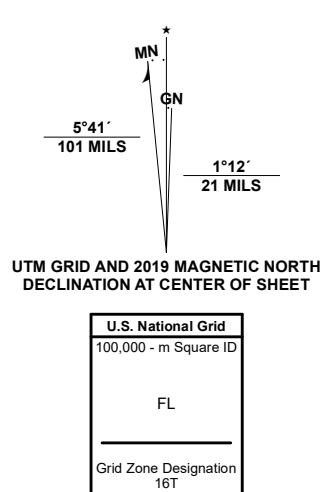 MN
GN
5°41´
101 MILS
1°12´
21 MILS
UTM GRID AND 2019 MAGNETIC NORTH
DECLINATION AT CENTER OF SHEET
U.S. National Grid
100,000 - m Square ID
FL
Grid Zone Designation
16T